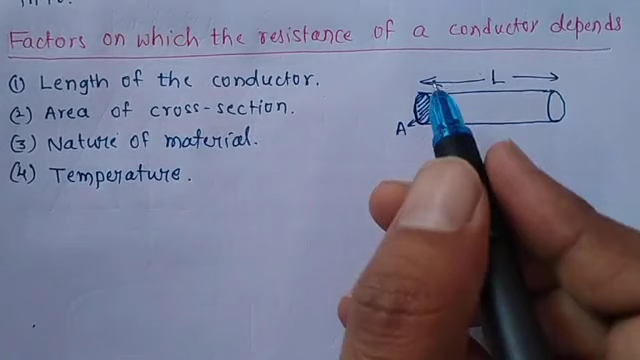 Factors on which the resistance of a conductor depends
(1) Length of the conductor.
(2) Area of cross-section.
(3) Nature of material.
(4) Temperature.
L
A